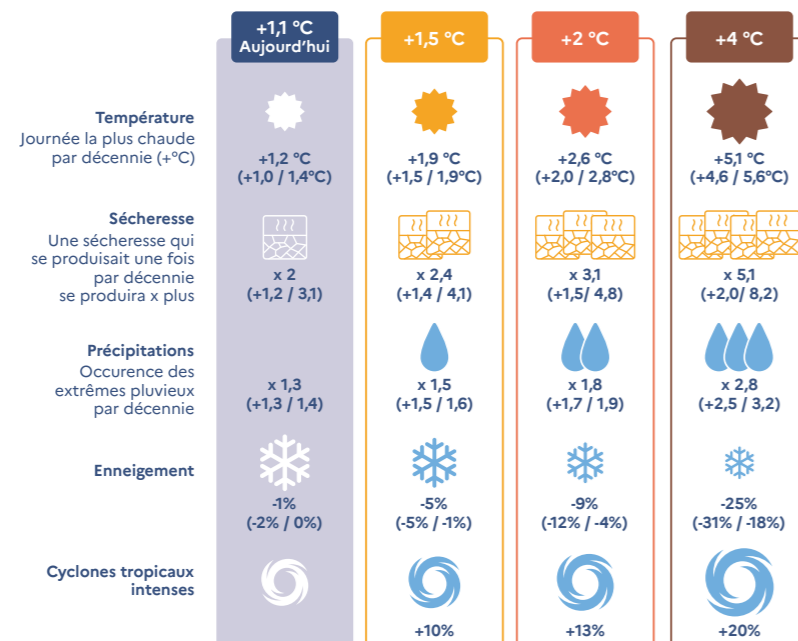 +1,1 °C
Aujourd'hui
+1,5 °C
+2 °C
+4 °C
Température
Journée la plus chaude
par décennie (+°C)
+1,2 °C
(+1,0 / 1,4°C)
+1,9 °C
(+1,5 / 1,9°C)
+2,6 °C
(+2,0 / 2,8°C)
+5,1 °C
(+4,6 / 5,6°C)
Sécheresse
Une sécheresse qui
se produisait une fois
par décennie
se produira x plus
x 2
(+1,2 / 3,1)
x 2,4
(+1,4 / 4,1)
x 3,1
(+1,5/ 4,8)
x 5,1
(+2,0/ 8,2)
Précipitations
Occurence des
extrêmes pluvieux
par décennie
x 1,3
(+1,3 / 1,4)
x 1,5
(+1,5 / 1,6)
x 1,8
(+1,7 / 1,9)
x 2,8
(+2,5 / 3,2)
Enneigement
-1%
(-2% / 0%)
-5%
(-5% / -1%)
-9%
(-12% / -4%)
-25%
(-31% / -18%)
Cyclones tropicaux
intenses
+10%
+13%
+20%